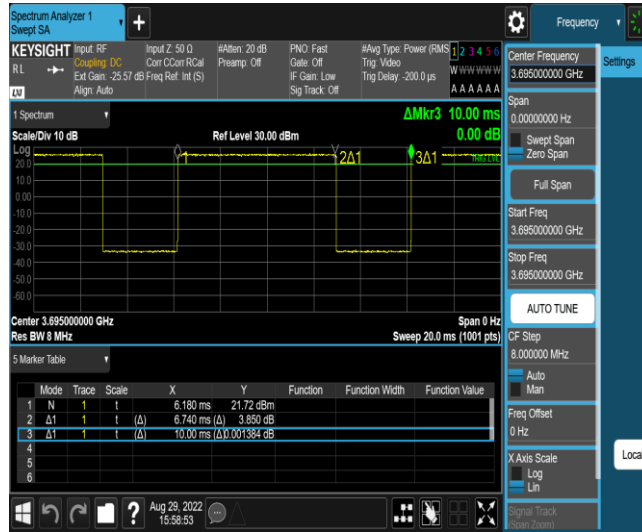 Spectrum Analyzer 1
Swept SA
Frequency
KEYSIGHT
RL
LXI
Input: RF
Coupling: DC
Ext Gain: -25.57 dB
Align: Auto
Input Z: 50 Ω
Corr CCorr RCal
Freq Ref: Int (S)
#Atten: 20 dB
Preamp: Off
PNO: Fast
Gate: Off
IF Gain: Low
Sig Track: Off
#Avg Type: Power (RMS
Trig: Video
Trig Delay: -200.0 µs
1 2 3 4 5 6
W W W W W W
A A A A A A
1 Spectrum
ΔMkr3 10.00 ms
0.00 dB
Scale/Div 10 dB
Ref Level 30.00 dBm
Log
20.0
10.0
0.00
-10.0
-20.0
-30.0
-40.0
-50.0
-60.0
1
2Δ1
3Δ1
TRIG LVL
Center 3.695000000 GHz
Span 0 Hz
Res BW 8 MHz
Sweep 20.0 ms (1001 pts)
5 Marker Table
Mode Trace Scale X Y Function Function Width Function Value
1 N 1 t 6.180 ms 21.72 dBm
2 Δ1 1 t (Δ) 6.740 ms (Δ) 3.850 dB
3 Δ1 1 t (Δ) 10.00 ms (Δ) 0.001384 dB
4
5
6
Aug 29, 2022
15:58:53
Center Frequency
3.695000000 GHz
Settings
Span
0.00000000 Hz
Swept Span
Zero Span
Full Span
Start Freq
3.695000000 GHz
Stop Freq
3.695000000 GHz
AUTO TUNE
CF Step
8.000000 MHz
Auto
Man
Freq Offset
0 Hz
X Axis Scale
Log
Lin
Local
Signal Track
(Span Zoom)